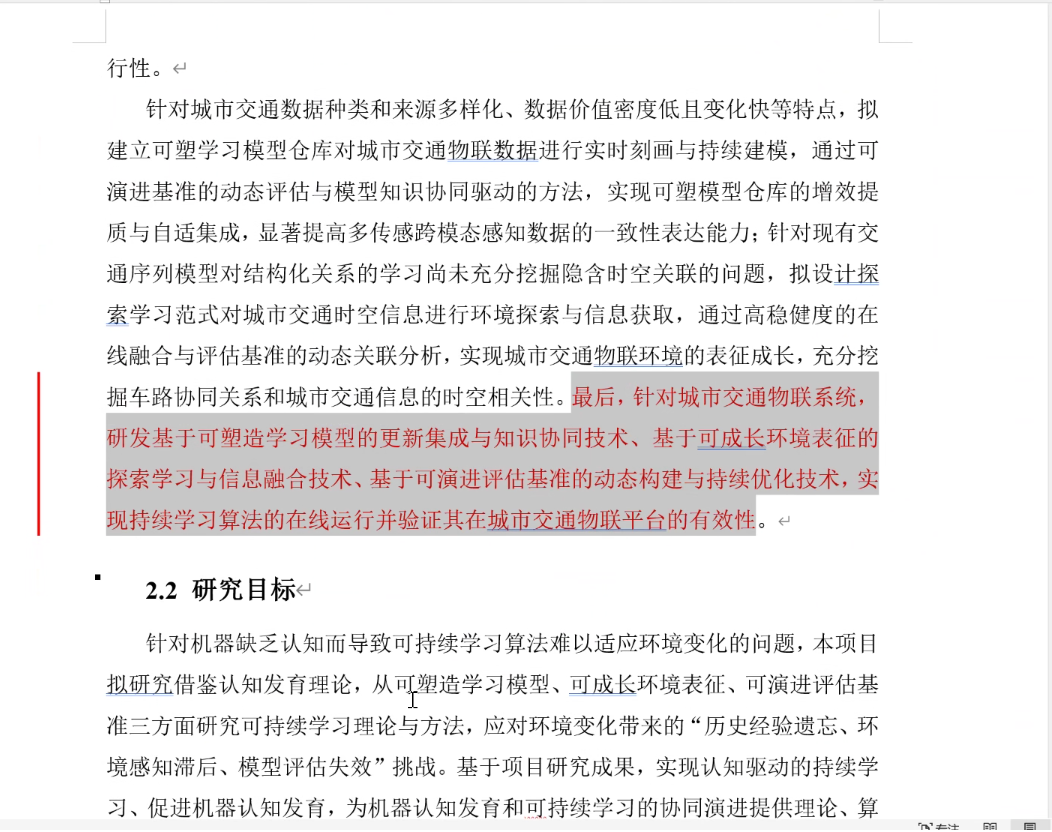 行性。
针对城市交通数据种类和来源多样化、数据价值密度低且变化快等特点，拟
建立可塑学习模型仓库对城市交通物联数据进行实时刻画与持续建模，通过可
演进基准的动态评估与模型知识协同驱动的方法，实现可塑模型仓库的增效提
质与自适集成，显著提高多传感跨模态感知数据的一致性表达能力；针对现有交
通序列模型对结构化关系的学习尚未充分挖掘隐含时空关联的问题，拟设计探
索学习范式对城市交通时空信息进行环境探索与信息获取，通过高稳健度的在
线融合与评估基准的动态关联分析，实现城市交通物联环境的表征成长，充分挖
掘车路协同关系和城市交通信息的时空相关性。最后，针对城市交通物联系统，
研发基于可塑造学习模型的更新集成与知识协同技术、基于可成长环境表征的
探索学习与信息融合技术、基于可演进评估基准的动态构建与持续优化技术，实
现持续学习算法的在线运行并验证其在城市交通物联平台的有效性。
2.2 研究目标
针对机器缺乏认知而导致可持续学习算法难以适应环境变化的问题，本项目
拟研究借鉴认知发育理论，从可塑造学习模型、可成长环境表征、可演进评估基
准三方面研究可持续学习理论与方法，应对环境变化带来的“历史经验遗忘、环
境感知滞后、模型评估失效”挑战。基于项目研究成果，实现认知驱动的持续学
习、促进机器认知发育，为机器认知发育和可持续学习的协同演进提供理论、算
专注